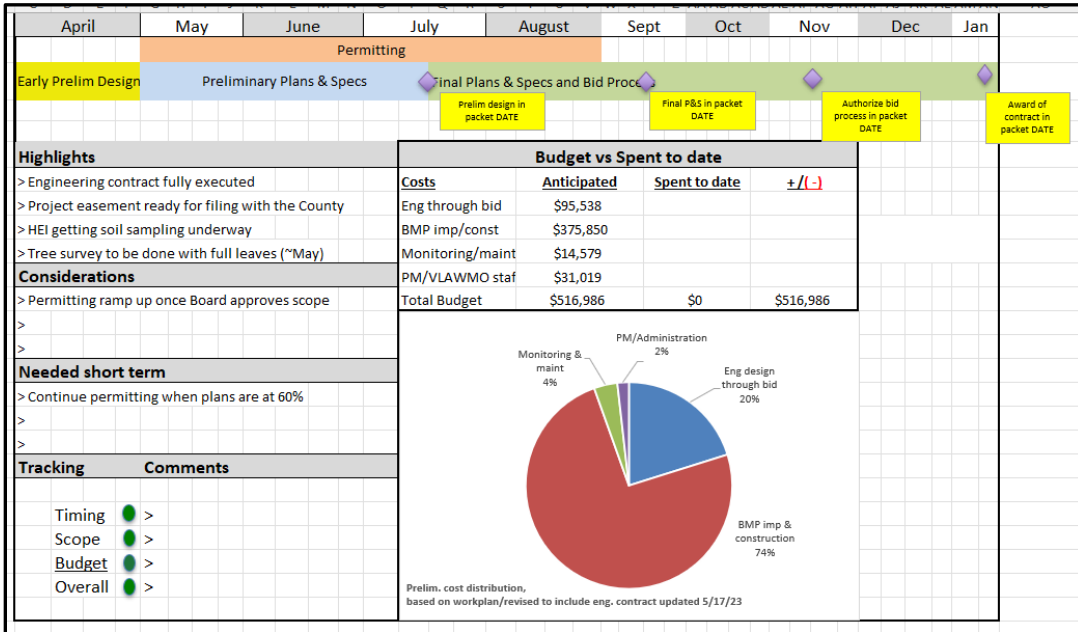 April May June July August Sept Oct Nov Dec Jan
Permitting
Early Prelim Design Preliminary Plans & Specs Final Plans & Specs and Bid Process
Prelim design in
packet DATE
Final P&S in packet
DATE
Authorize bid
process in packet
DATE
Award of
contract in
packet DATE
Highlights
> Engineering contract fully executed
> Project easement ready for filing with the County
> HEI getting soil sampling underway
> Tree survey to be done with full leaves (~May)
Considerations
> Permitting ramp up once Board approves scope
>
>
Needed short term
> Continue permitting when plans are at 60%
>
>
Tracking Comments
Timing >
Scope >
Budget >
Overall >
Budget vs Spent to date
Costs Anticipated Spent to date +/(-)
Eng through bid $95,538
BMP imp/const $375,850
Monitoring/maint $14,579
PM/VLAWMO staf $31,019
Total Budget $516,986 $0 $516,986
PM/Administration
2%
Monitoring &
maint
4%
Eng design
through bid
20%
BMP imp &
construction
74%
Prelim. cost distribution,
based on workplan/revised to include eng. contract updated 5/17/23